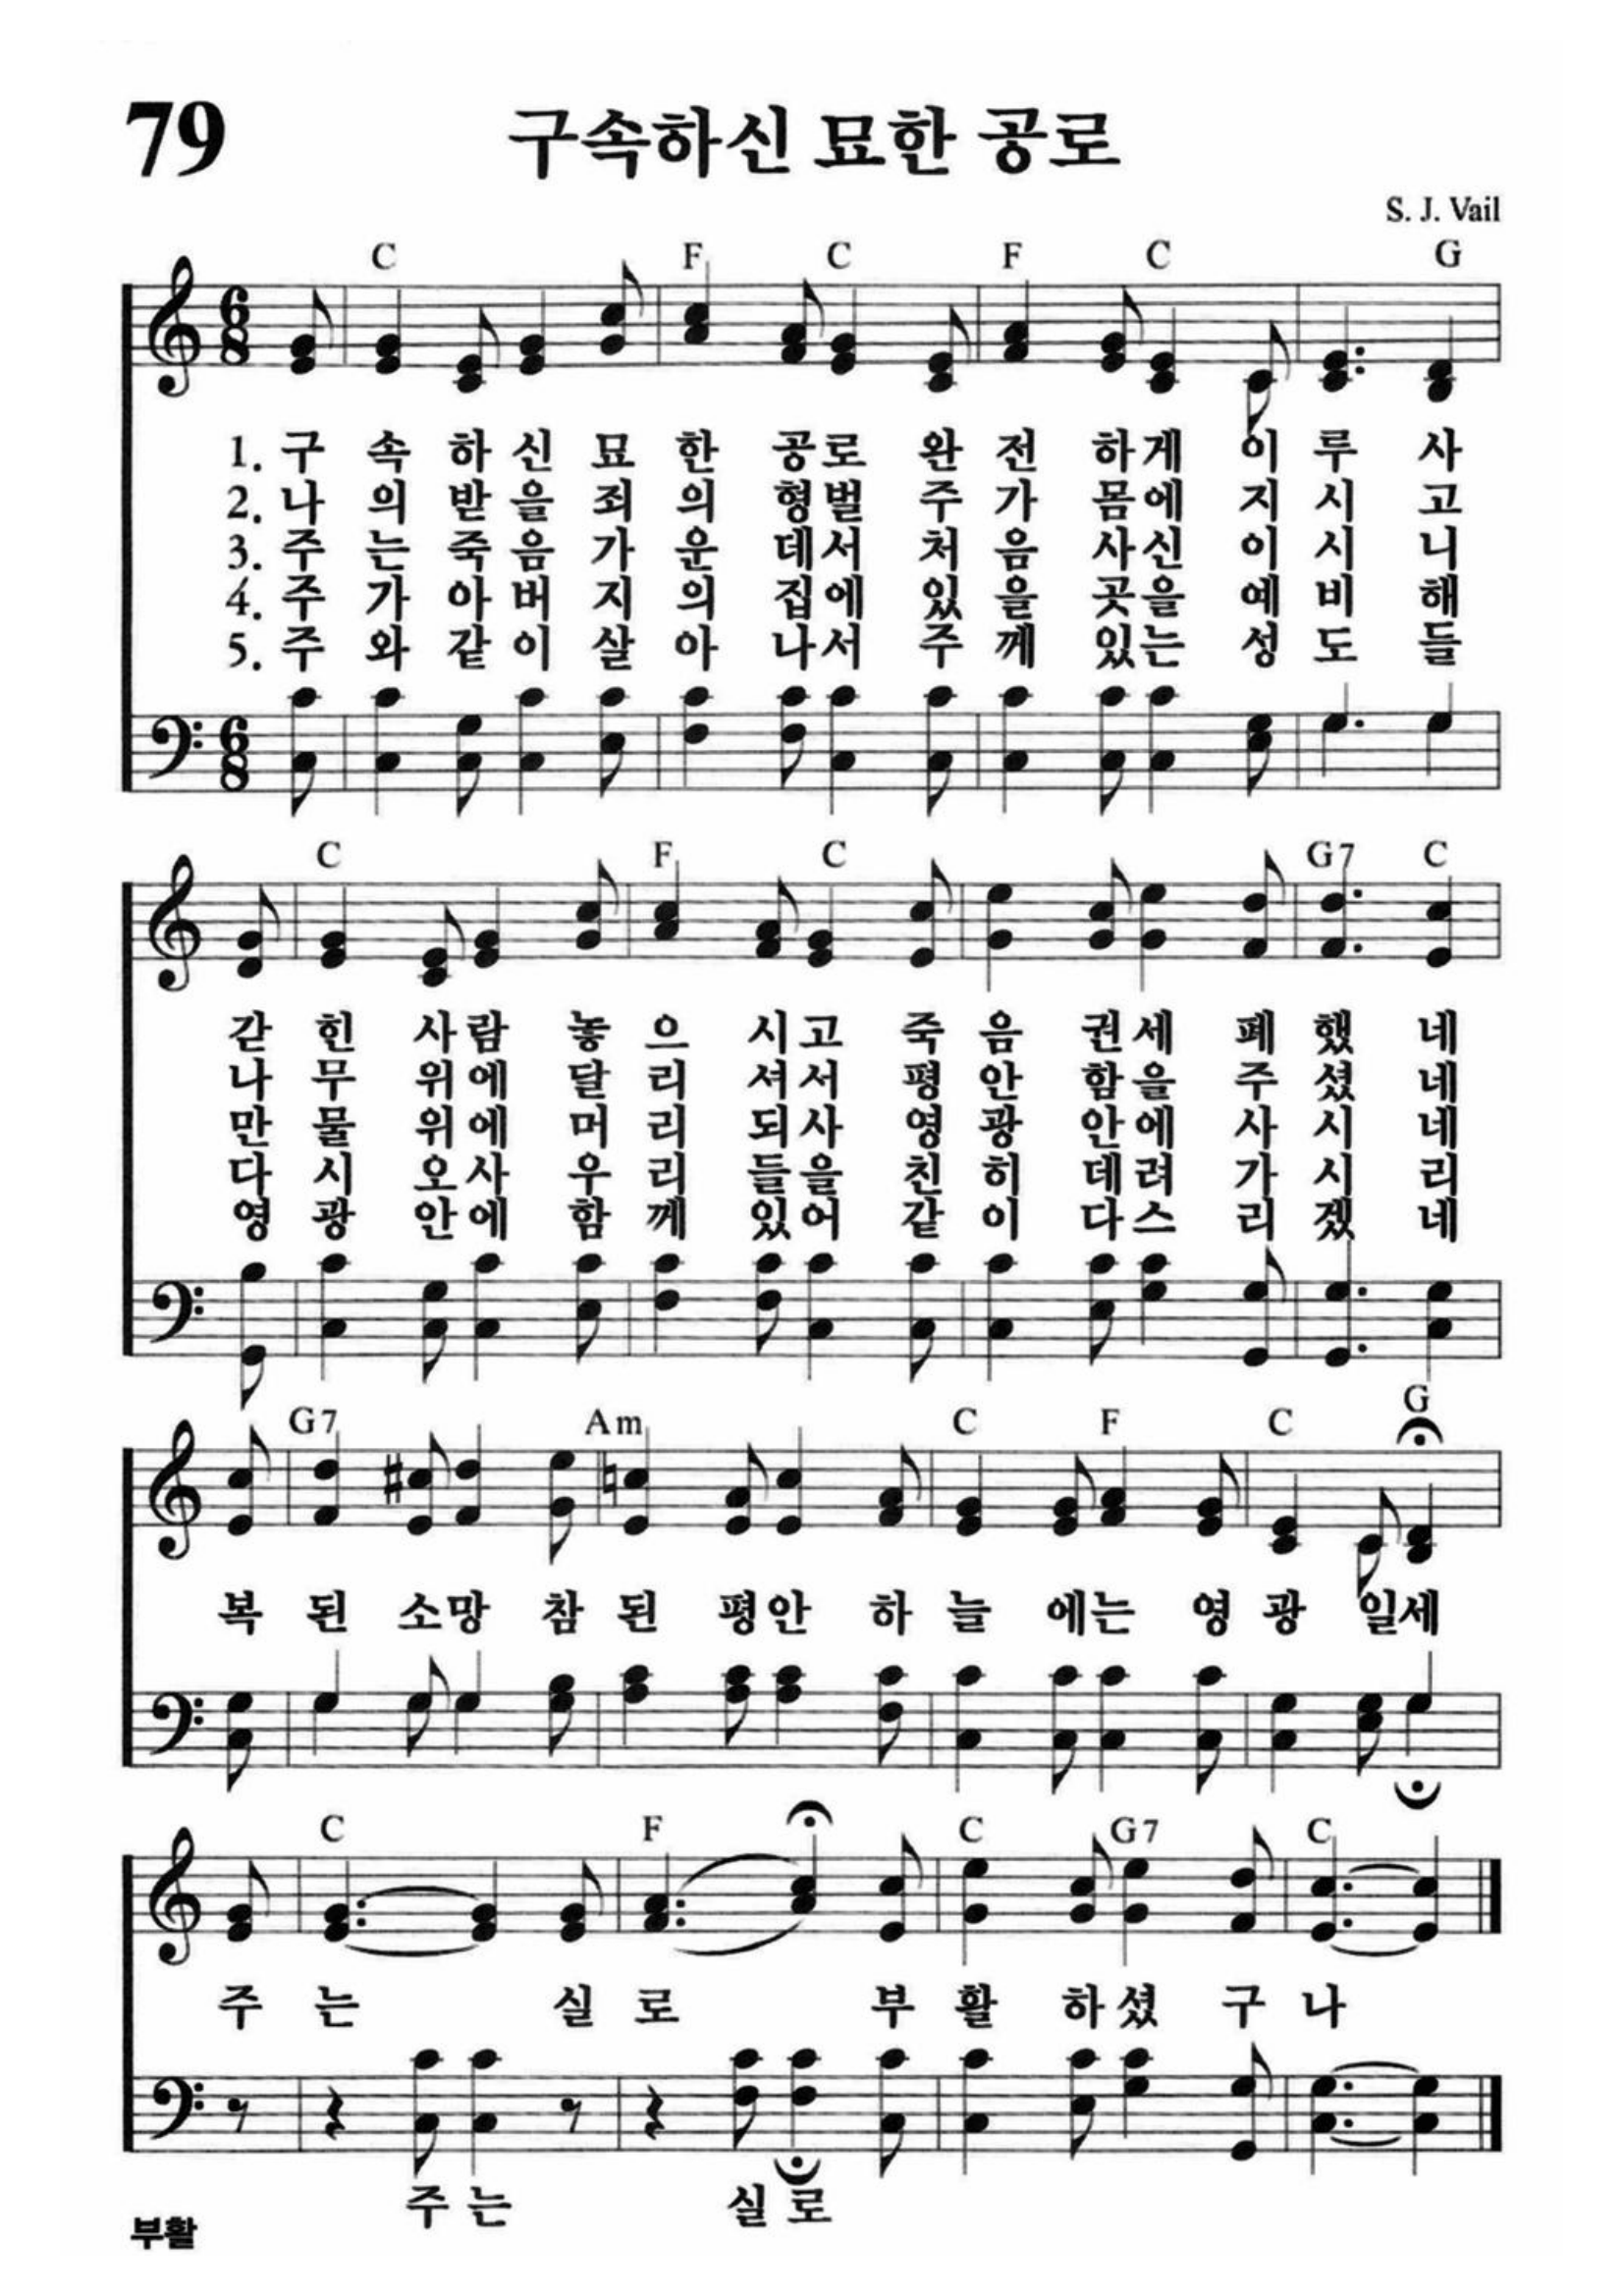 79
구속하신 묘한 공로
S. J. Vail
C F C F C G
6 8
1. 구 속 하 신 묘 한 공 로 완 전 하 게 이 루 사
2. 나 의 받 을 죄 의 형 벌 주 가 몸 에 지 시 고
3. 주 는 죽 음 가 운 데 서 처 음 사 신 이 시 니
4. 주 가 아 버 지 의 집 에 있 을 곳 을 예 비 해
5. 주 와 같 이 살 아 나 서 주 께 있 는 성 도 들
6 8
C F C G7 C
갇 힌 사 람 놓 으 시 고 죽 음 권 세 폐 했 네
나 무 위 에 달 리 셔 서 평 안 함 을 주 셨 네
만 물 위 에 머 리 되 사 영 광 안 에 사 시 네
다 시 오 사 우 리 들 을 친 히 데 려 가 시 리
영 광 안 에 함 께 있 어 같 이 다 스 리 겠 네
G7 Am C F C G
복 된 소 망 참 된 평 안 하 늘 에 는 영 광 일 세
C F C G7 C
주 는 실 로 부 활 하 셨 구 나
주 는 실 로
부활